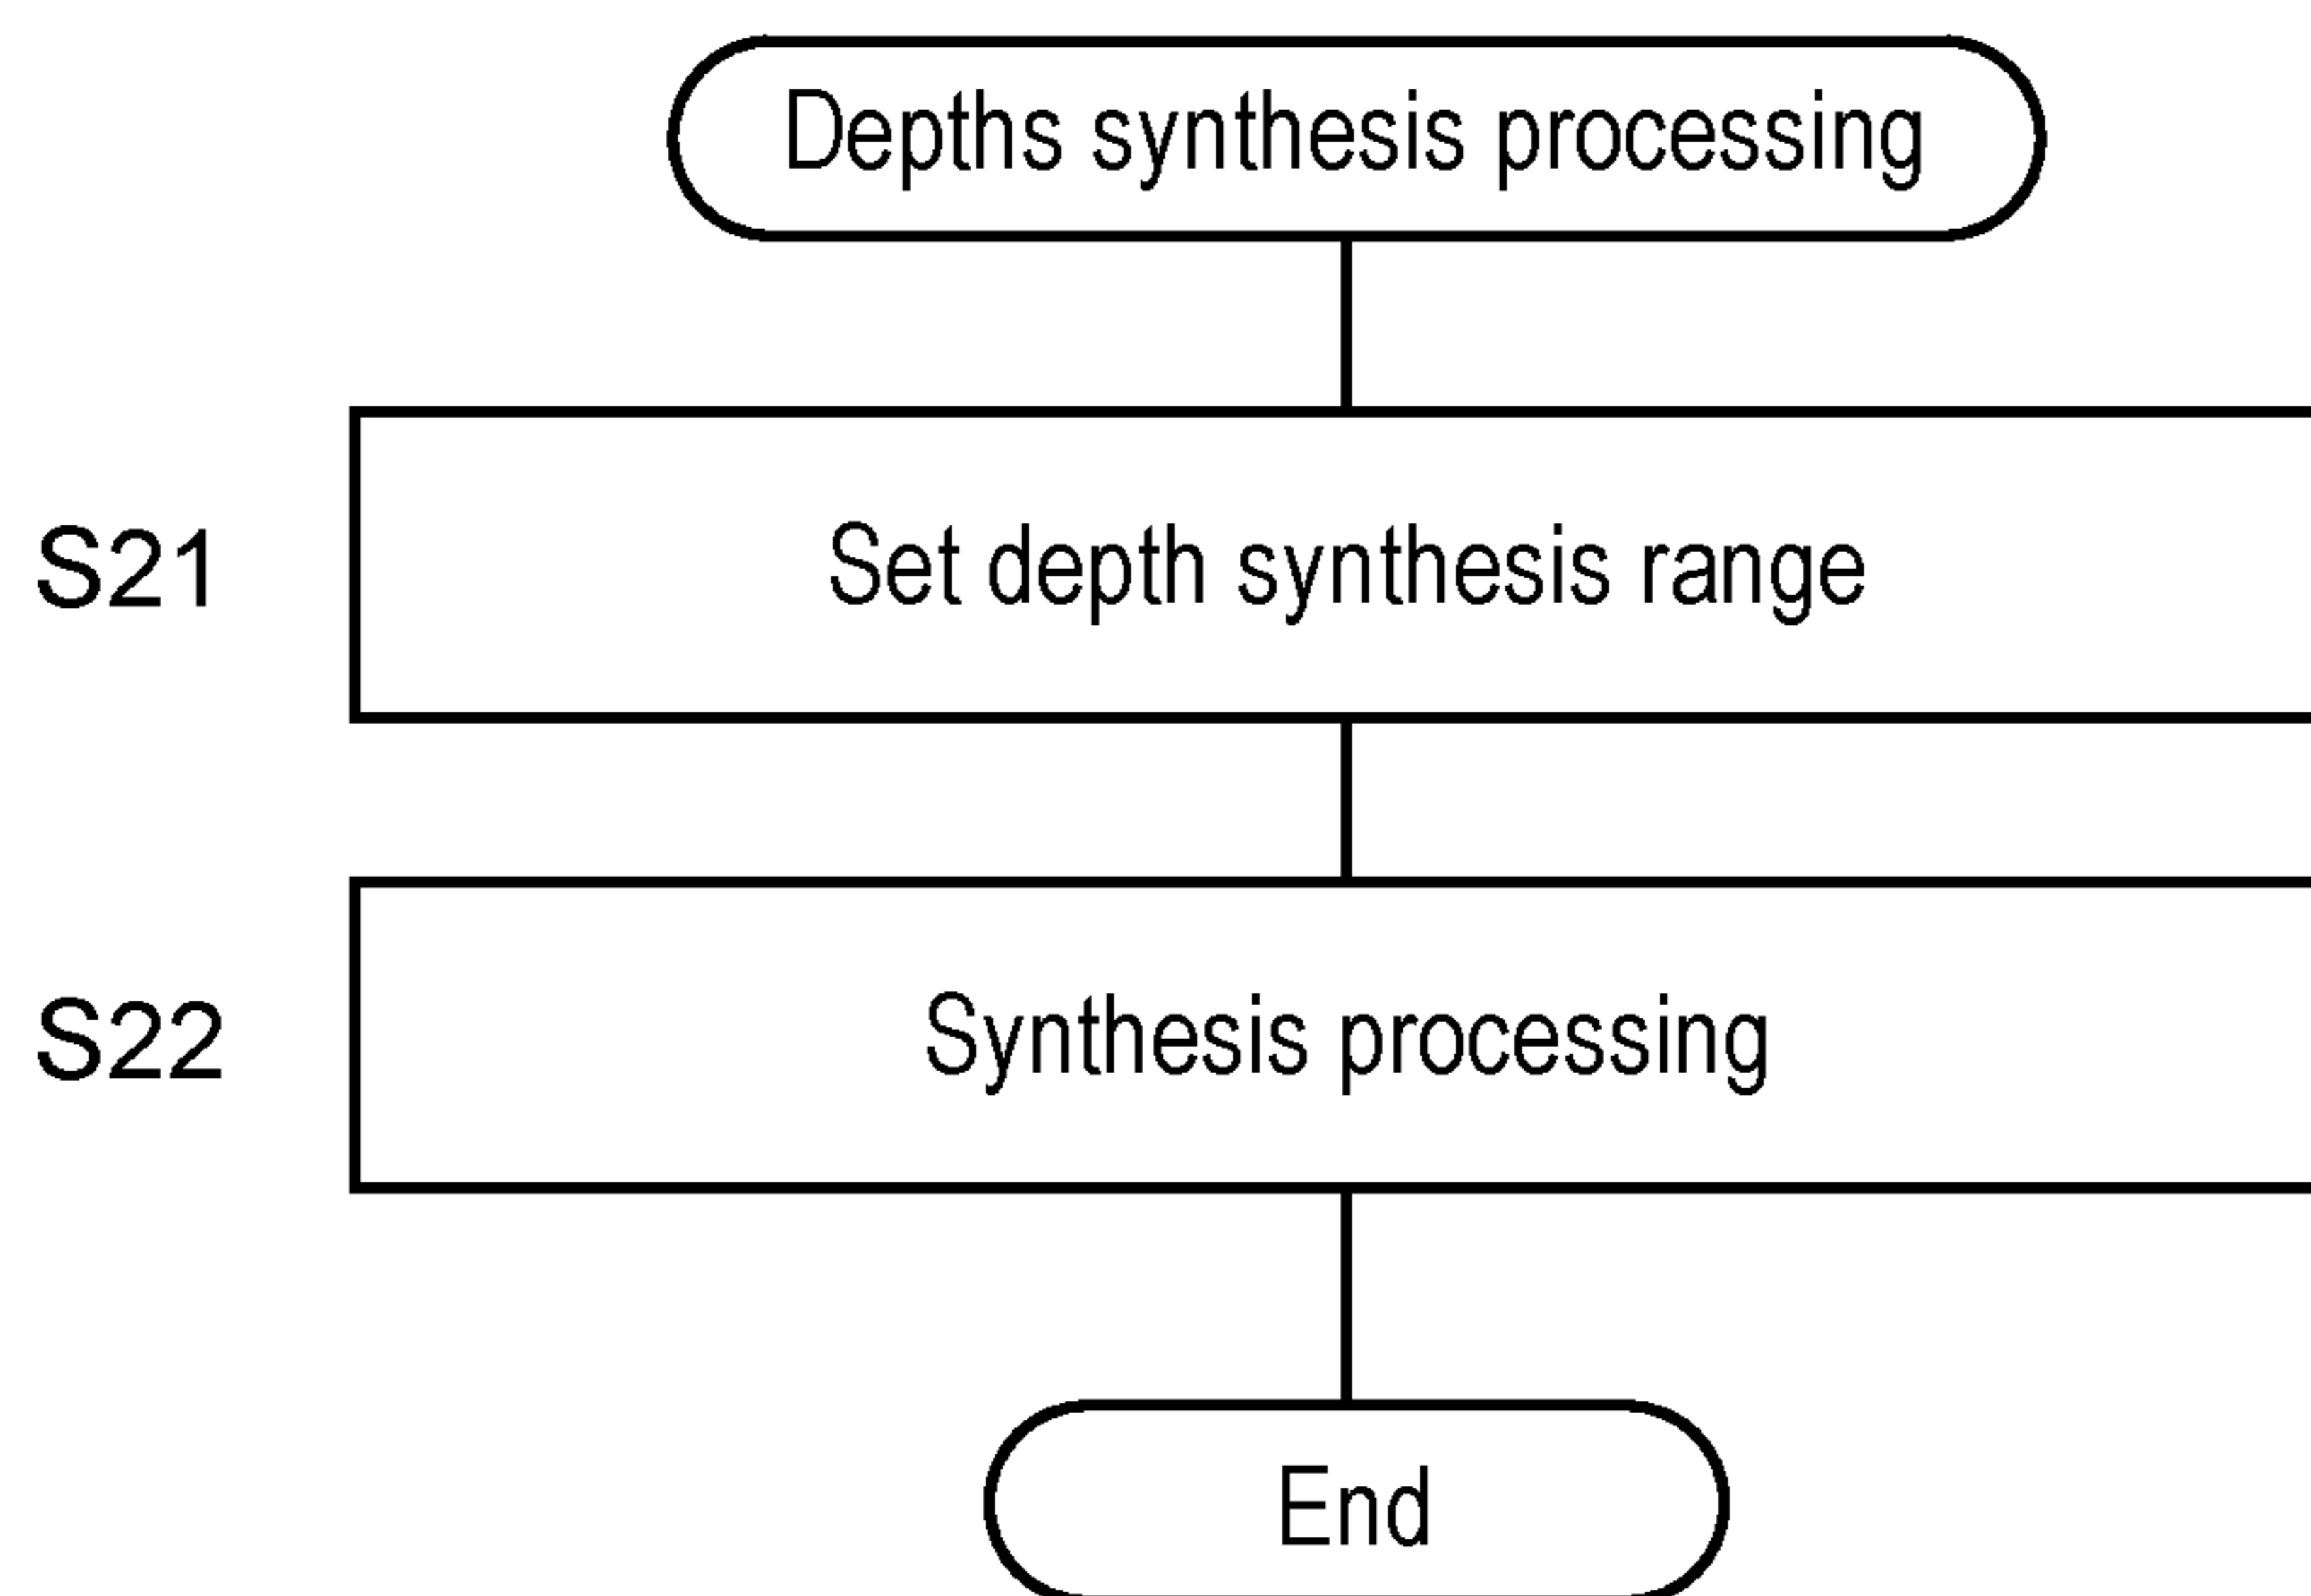 Depths synthesis processing
S21
Set depth synthesis range
S22
Synthesis processing
End